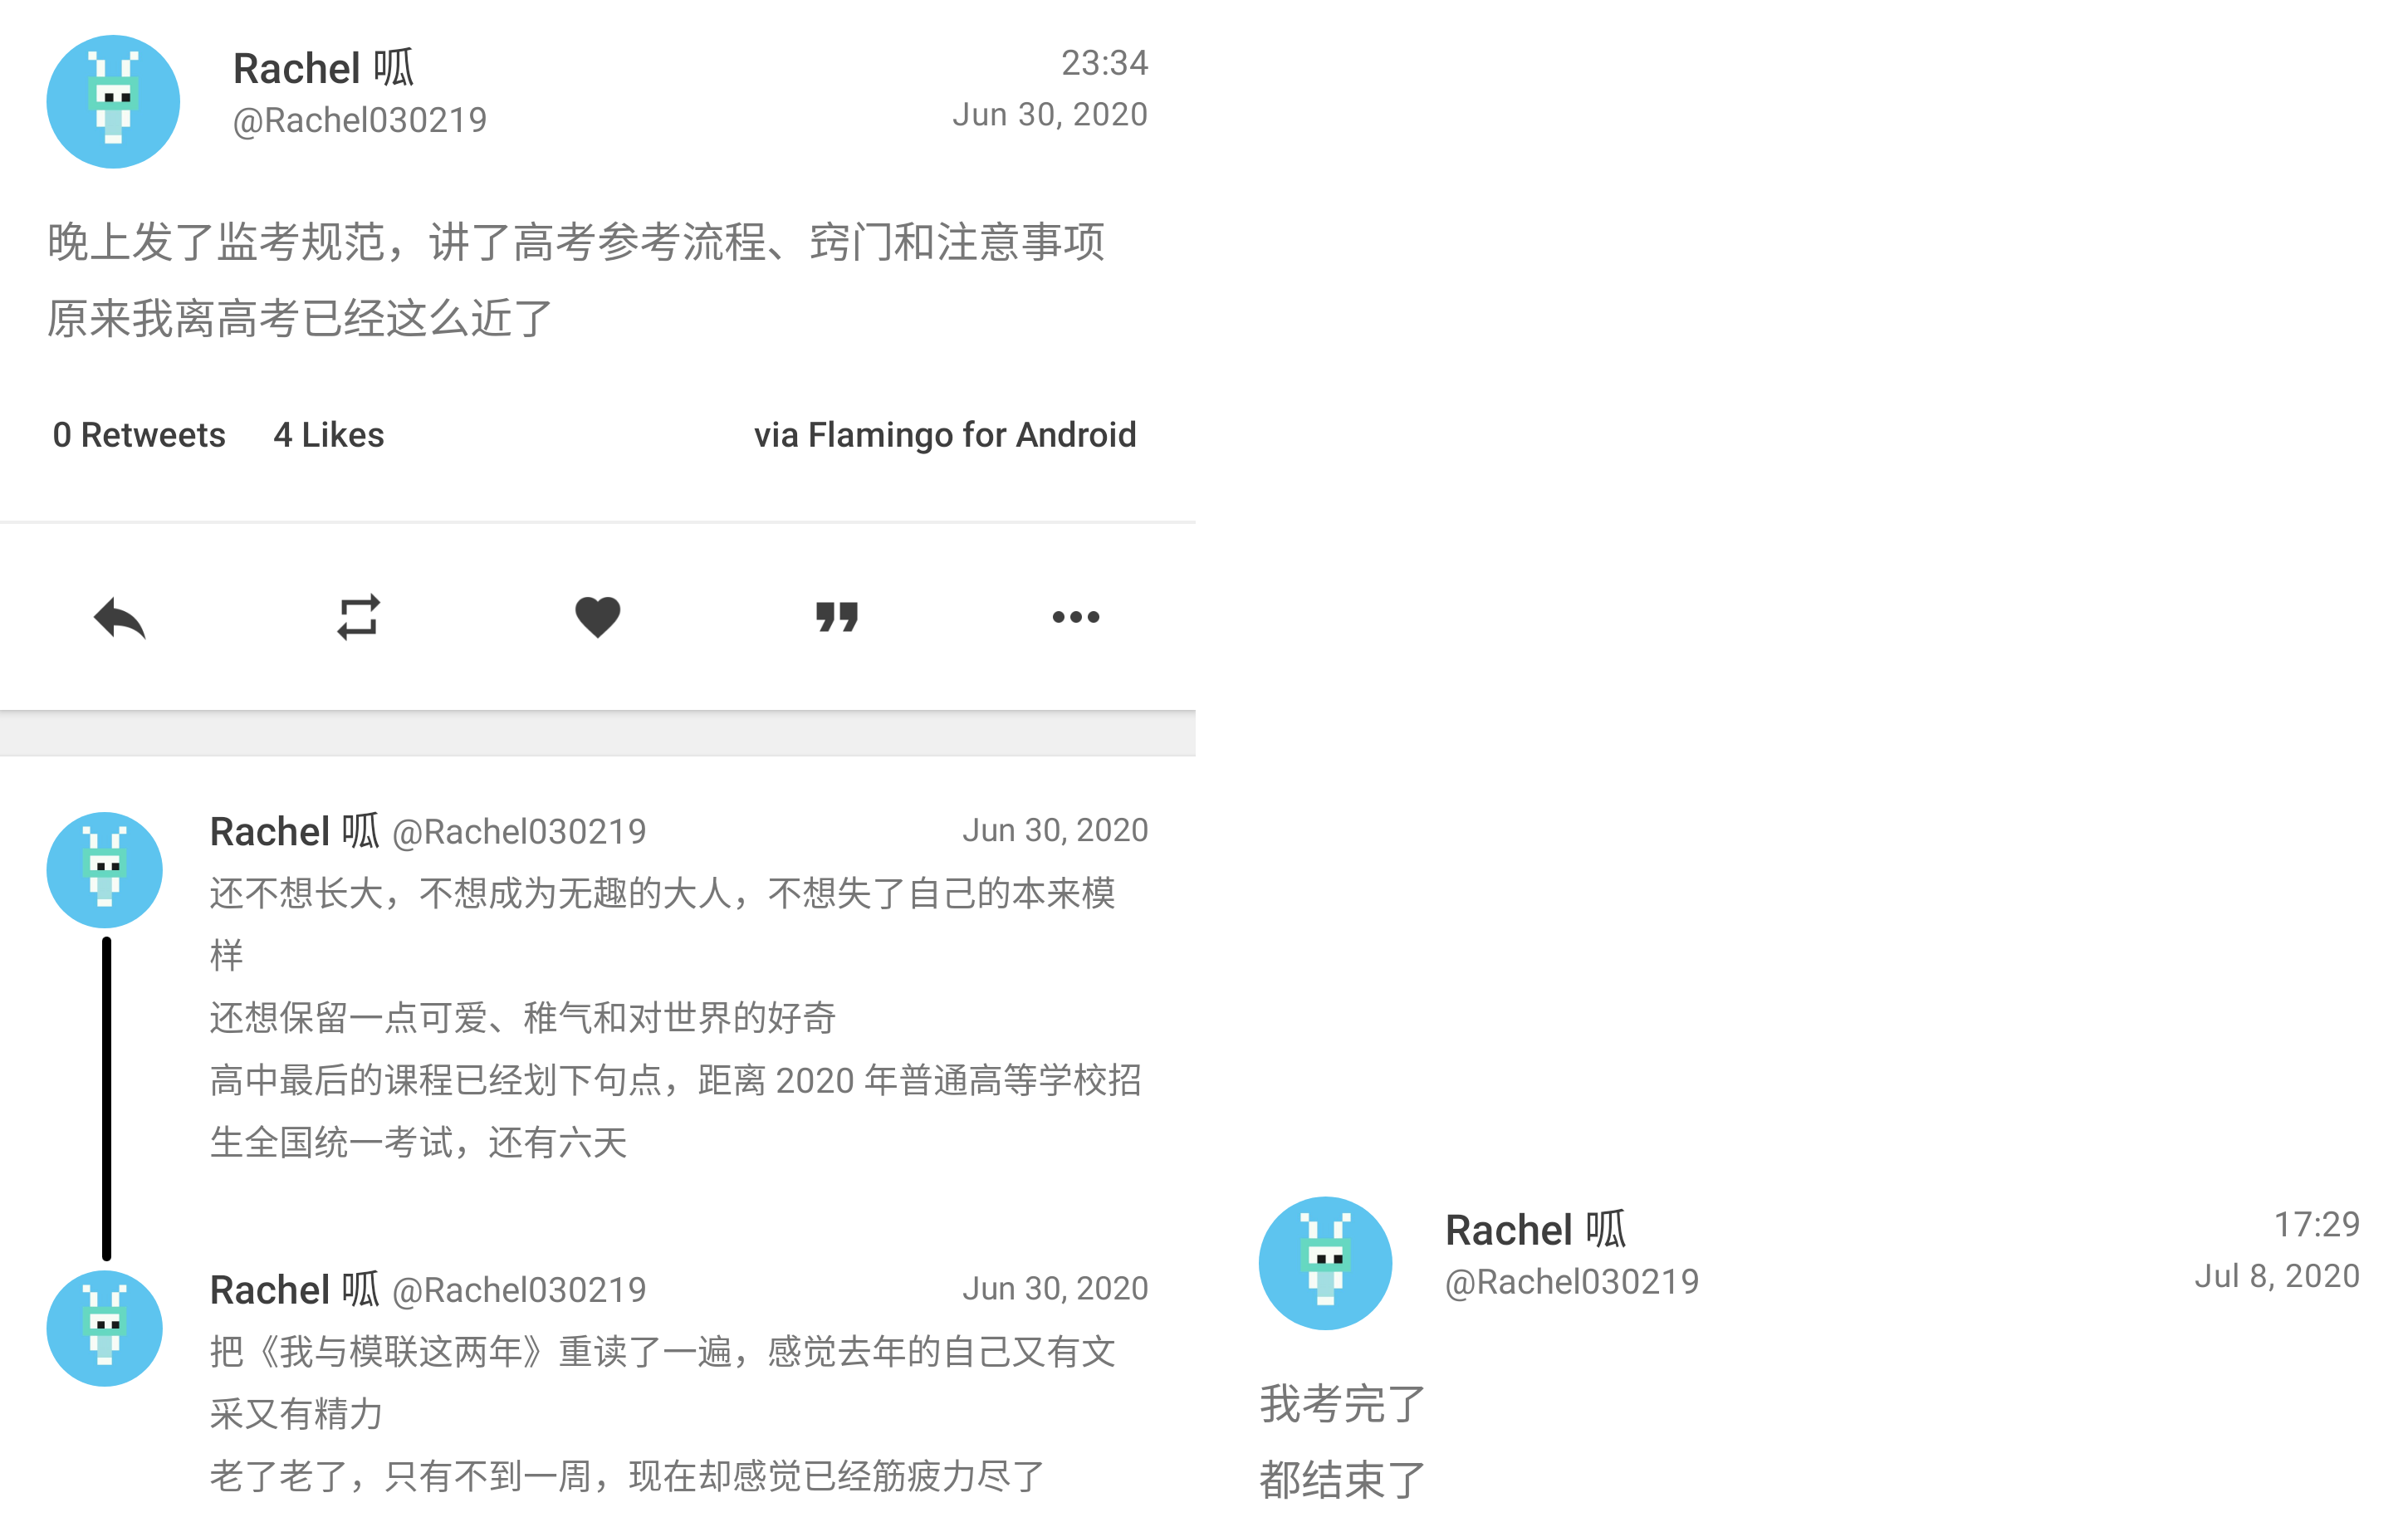 Rachel 呱
23:34
@Rachel030219
Jun 30, 2020
晚上发了监考规范，讲了高考参考流程、窍门和注意事项
原来我离高考已经这么近了
0 Retweets 4 Likes via Flamingo for Android
Rachel 呱 @Rachel030219 Jun 30, 2020
还不想长大，不想成为无趣的大人，不想失了自己的本来模
样
还想保留一点可爱、稚气和对世界的好奇
高中最后的课程已经划下句点，距离 2020 年普通高等学校招
生全国统一考试，还有六天
Rachel 呱 @Rachel030219 Jun 30, 2020
把《我与模联这两年》重读了一遍，感觉去年的自己又有文
采又有精力
老了老了，只有不到一周，现在却感觉已经筋疲力尽了
Rachel 呱
17:29
@Rachel030219
Jul 8, 2020
我考完了
都结束了